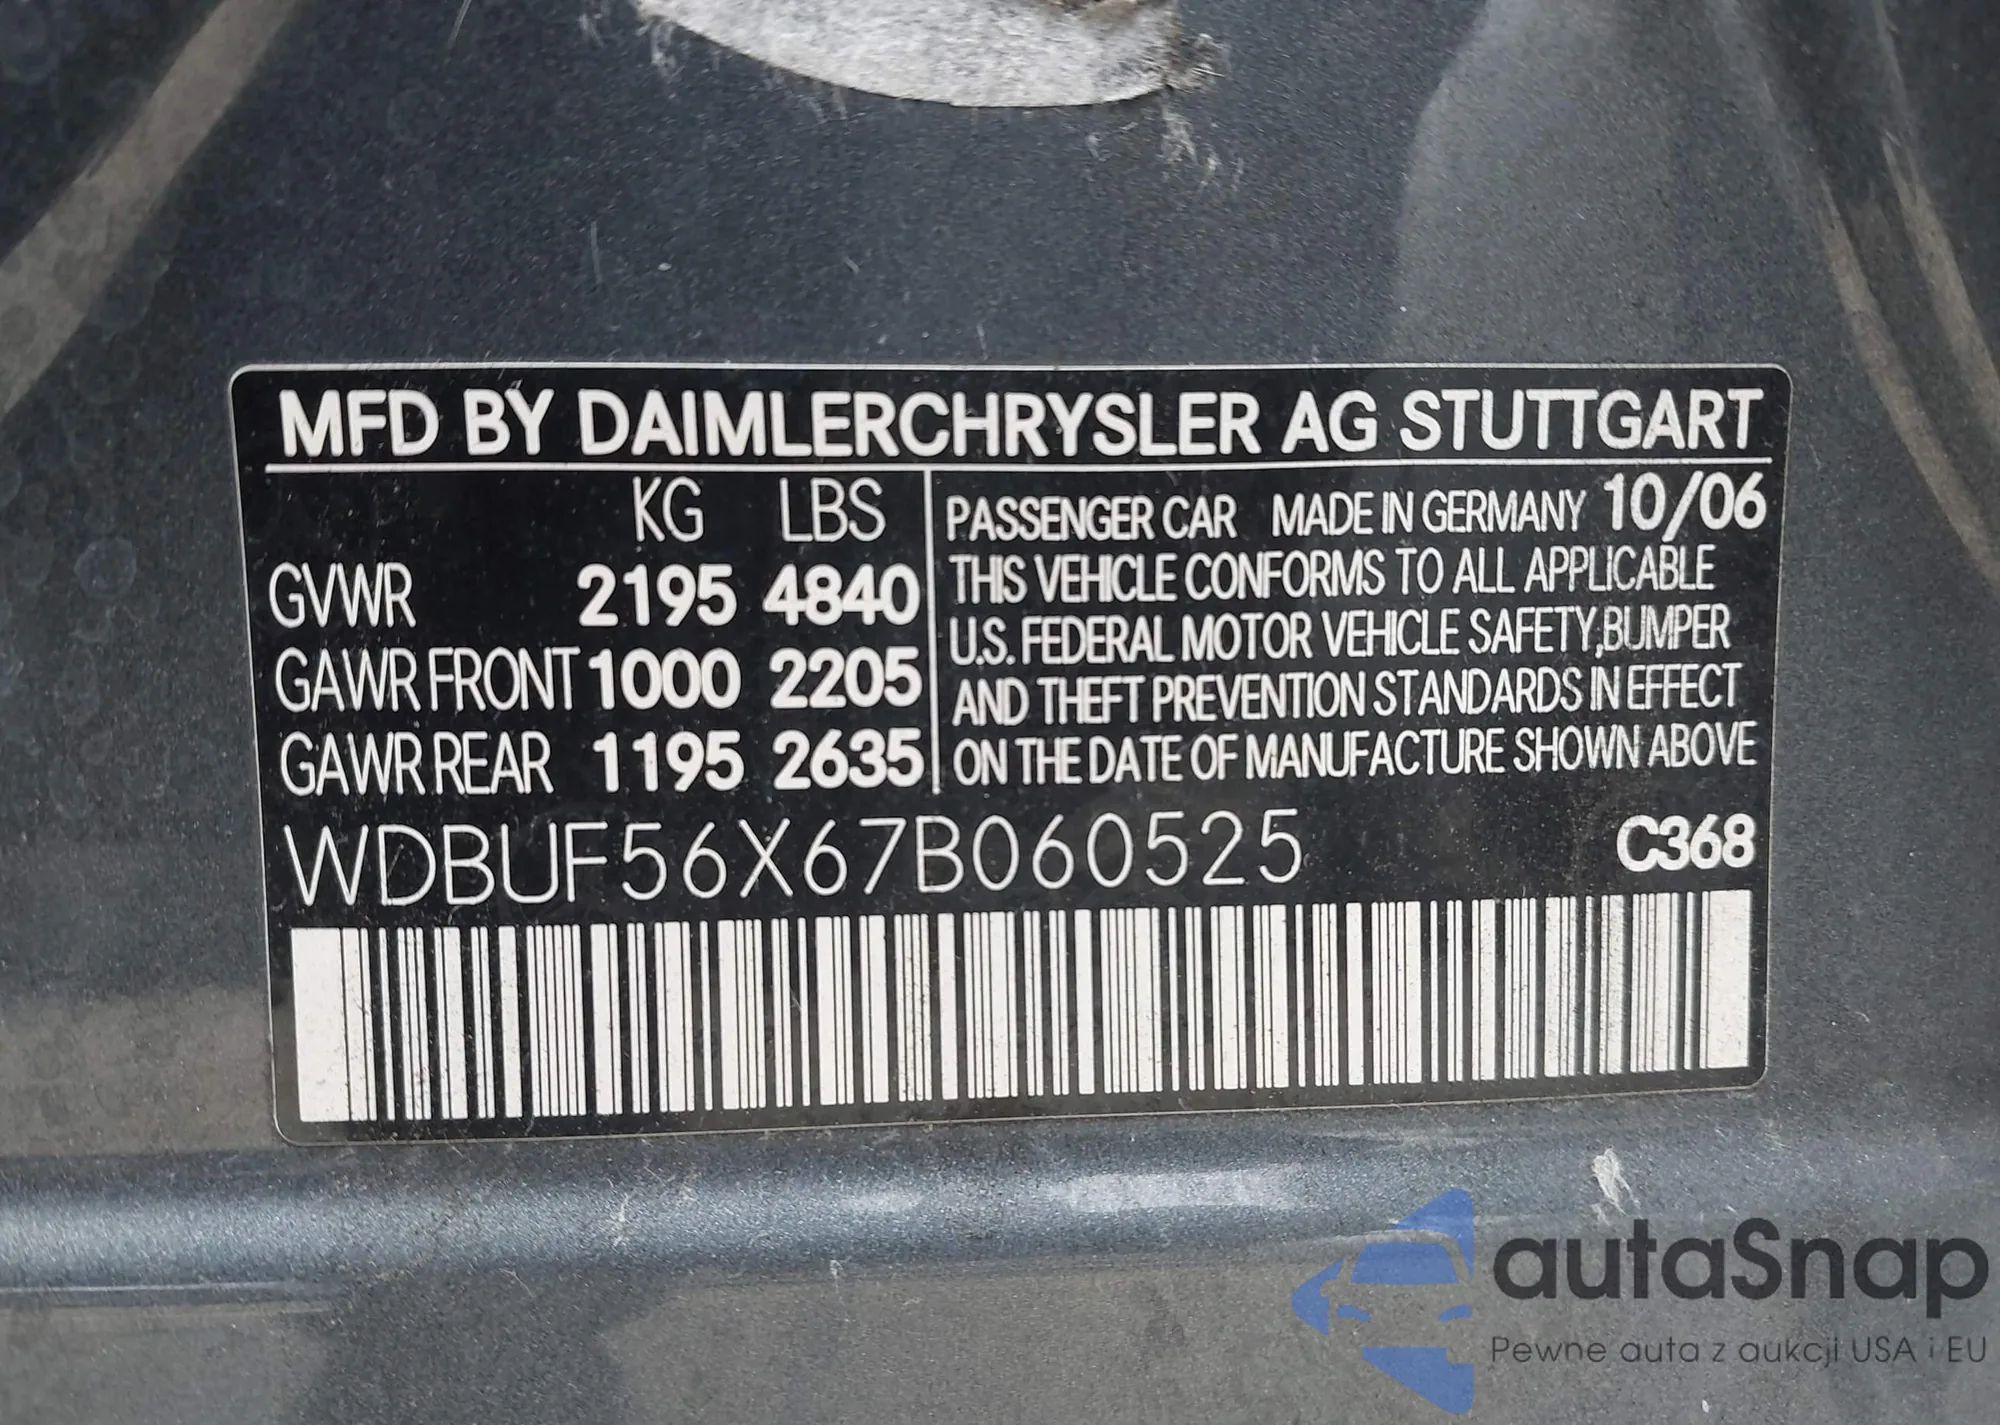 MFD BY DAIMLERCHRYSLER AG STUTTGART
KG LBS
GVWR 2195 4840
GAWR FRONT 1000 2205
GAWR REAR 1195 2635
PASSENGER CAR MADE IN GERMANY 10/06
THIS VEHICLE CONFORMS TO ALL APPLICABLE
U.S. FEDERAL MOTOR VEHICLE SAFETY, BUMPER
AND THEFT PREVENTION STANDARDS IN EFFECT
ON THE DATE OF MANUFACTURE SHOWN ABOVE
WDBUF56X67B060525 C368
autaSnap
Pewne auta z aukcji USA i EU